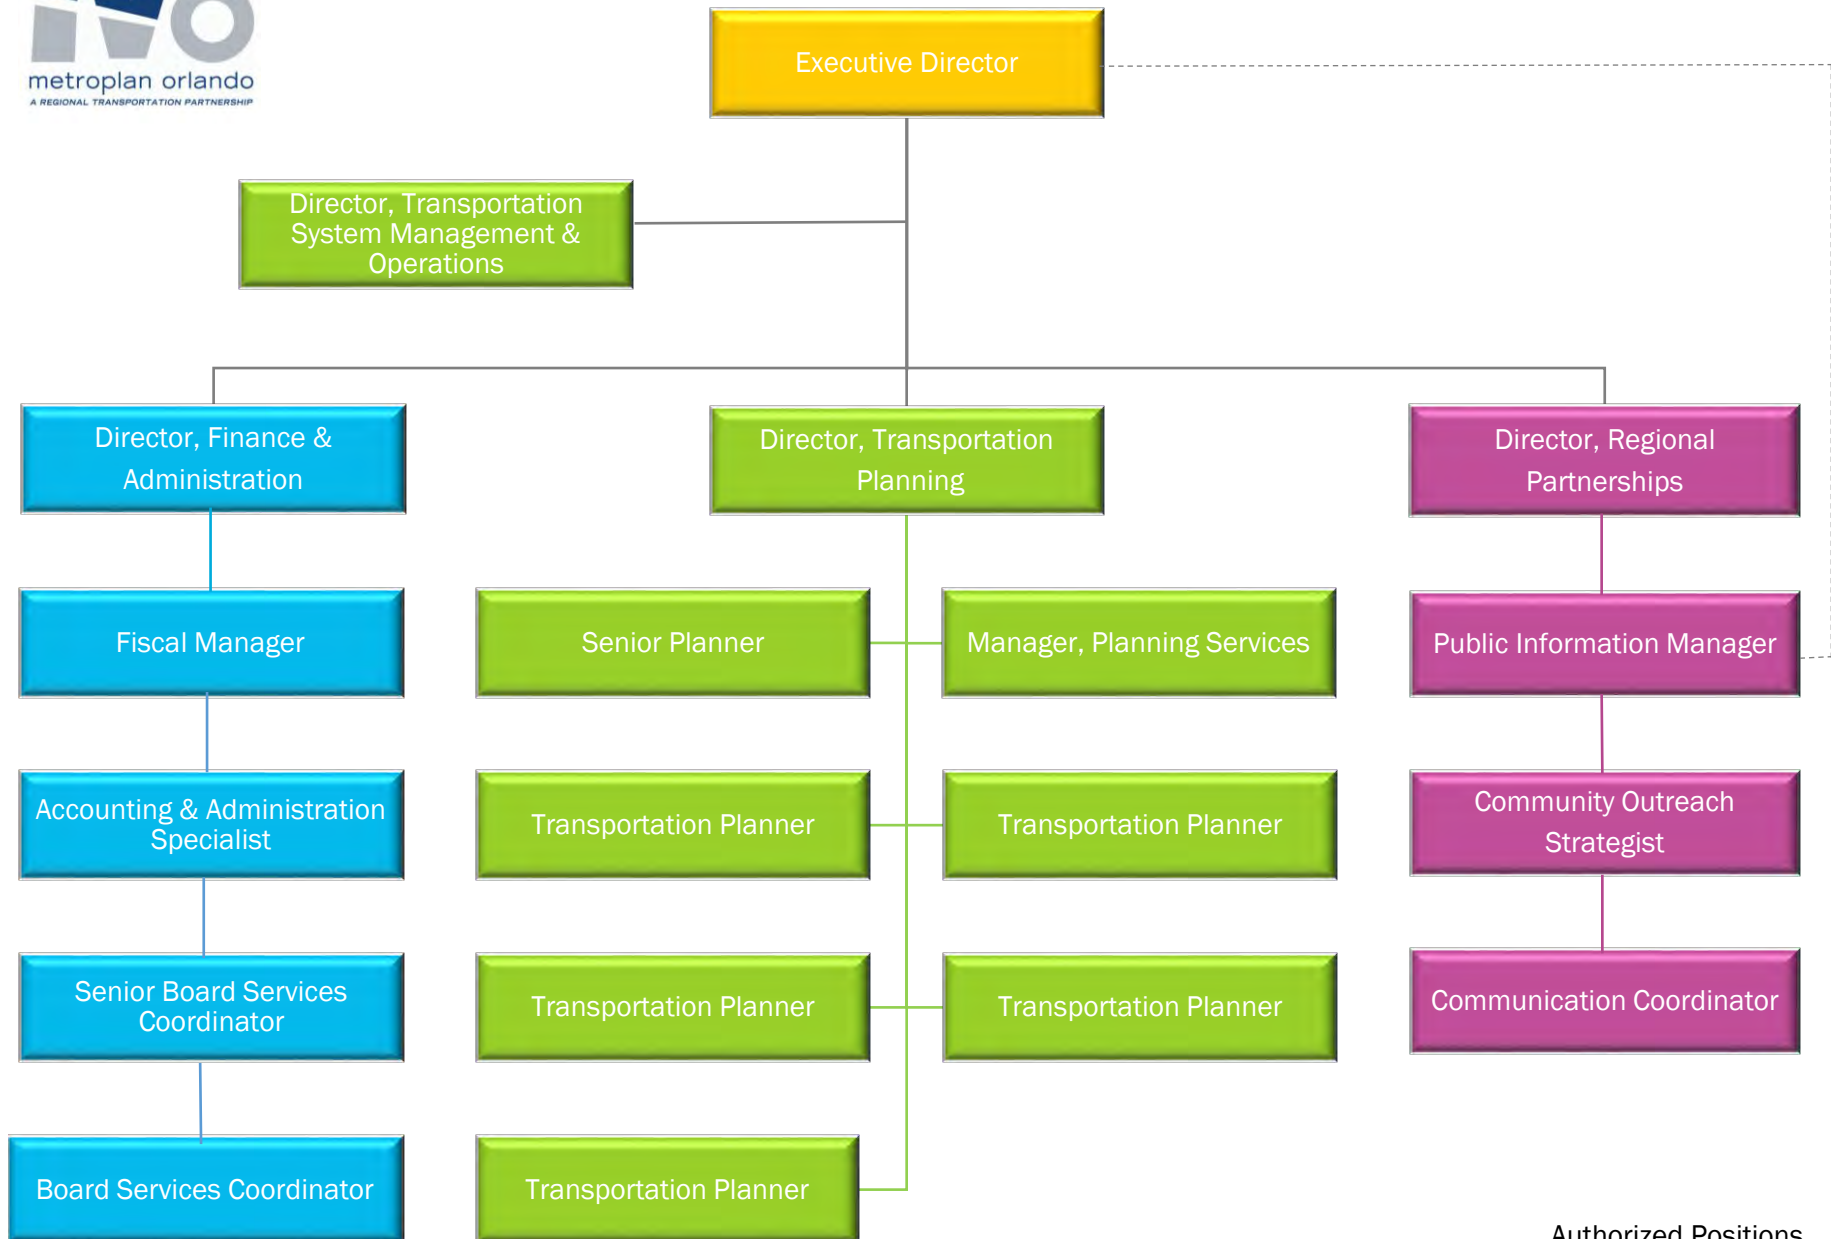 metroplan orlando
A REGIONAL TRANSPORTATION PARTNERSHIP
Executive Director
Director, Transportation
System Management &
Operations
Director, Finance &
Administration
Director, Transportation
Planning
Director, Regional
Partnerships
Fiscal Manager
Senior Planner
Manager, Planning Services
Public Information Manager
Accounting & Administration
Specialist
Transportation Planner
Transportation Planner
Community Outreach
Strategist
Senior Board Services
Coordinator
Transportation Planner
Transportation Planner
Communication Coordinator
Board Services Coordinator
Transportation Planner
Authorized Positions